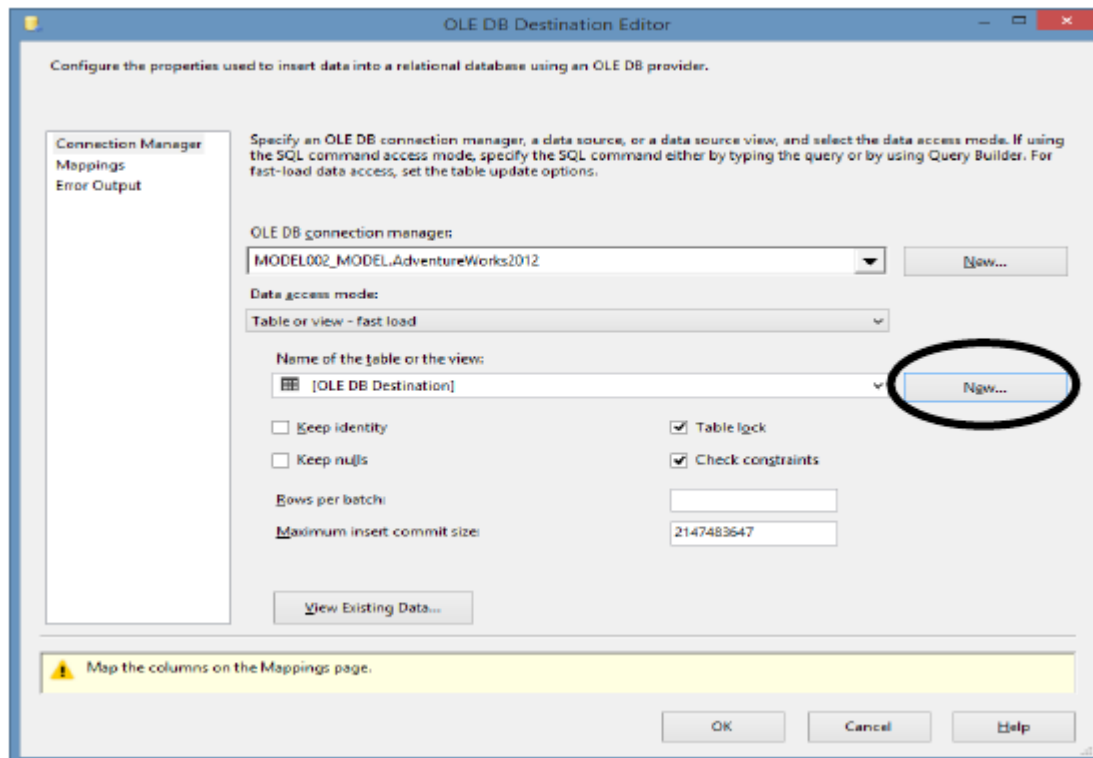 OLE DB Destination Editor
Configure the properties used to insert data into a relational database using an OLE DB provider.
Connection Manager
Mappings
Error Output
Specify an OLE DB connection manager, a data source, or a data source view, and select the data access mode. If using
the SQL command access mode, specify the SQL command either by typing the query or by using Query Builder. For
fast-load data access, set the table update options.
OLE DB connection manager:
MODEL002_MODEL.AdventureWorks2012
New...
Data access mode:
Table or view - fast load
Name of the table or the view:
[OLE DB Destination]
New...
Keep identity
Table lock
Keep nulls
Check constraints
Rows per batch:
Maximum insert commit size:
2147483647
View Existing Data...
Map the columns on the Mappings page.
OK
Cancel
Help